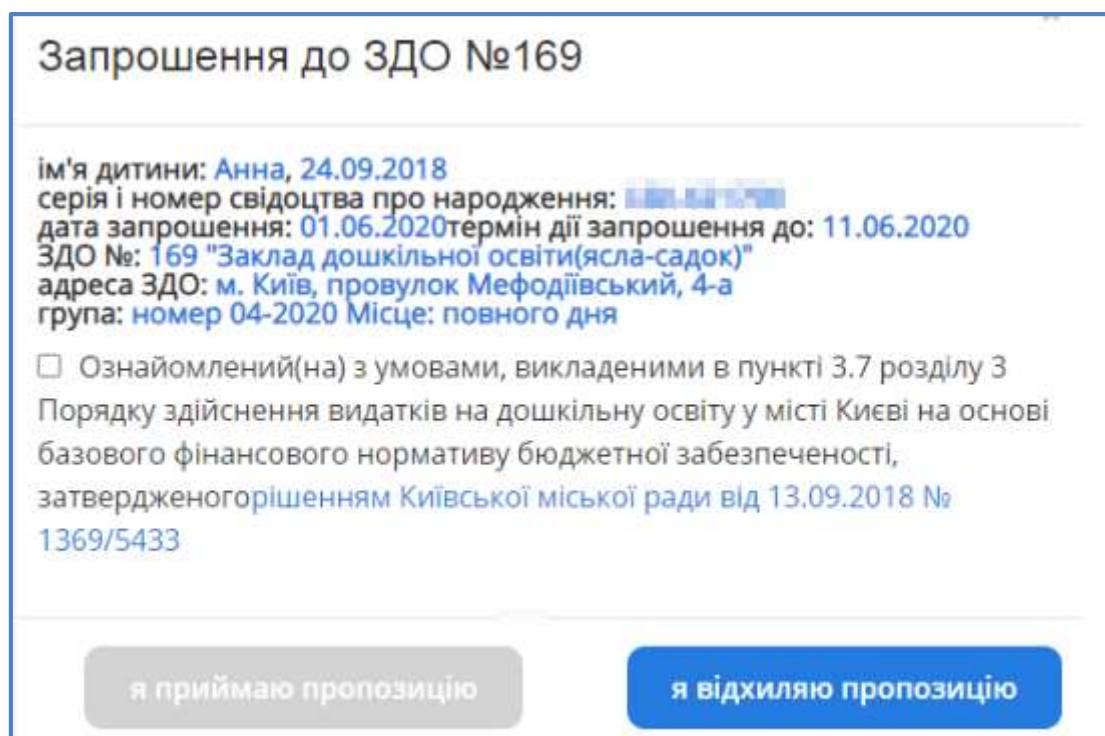 Запрошення до ЗДО №169
ім'я дитини: Анна, 24.09.2018
серія і номер свідоцтва про народження:
дата запрошення: 01.06.2020термін дії запрошення до: 11.06.2020
ЗДО №: 169 "Заклад дошкільної освіти(ясла-садок)"
адреса ЗДО: м. Київ, провулок Мефодіївський, 4-а
група: номер 04-2020 Місце: повного дня
Ознайомлений(на) з умовами, викладеними в пункті 3.7 розділу 3
Порядку здійснення видатків на дошкільну освіту у місті Києві на основі
базового фінансового нормативу бюджетної забезпеченості,
затвердженогорішенням Київської міської ради від 13.09.2018 №
1369/5433
я приймаю пропозицію
я відхиляю пропозицію